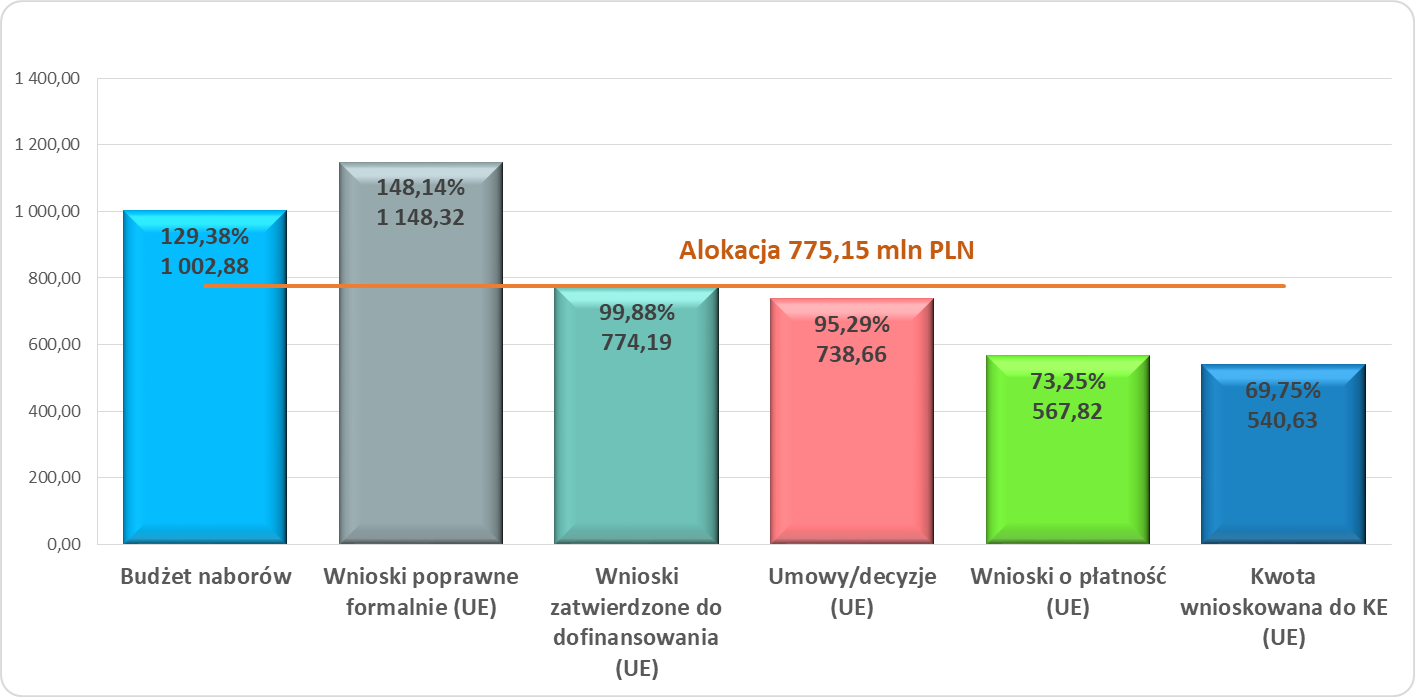 1 400,00
1 200,00
1 000,00
800,00
600,00
400,00
200,00
0,00
129,38%
1 002,88
148,14%
1 148,32
Alokacja 775,15 mln PLN
99,88%
774,19
95,29%
738,66
73,25%
567,82
69,75%
540,63
Budżet naborów
Wnioski poprawne
formalnie (UE)
Wnioski
zatwierdzone do
dofinansowania
(UE)
Umowy/decyzje
(UE)
Wnioski o płatność
(UE)
Kwota
wnioskowana do KE
(UE)